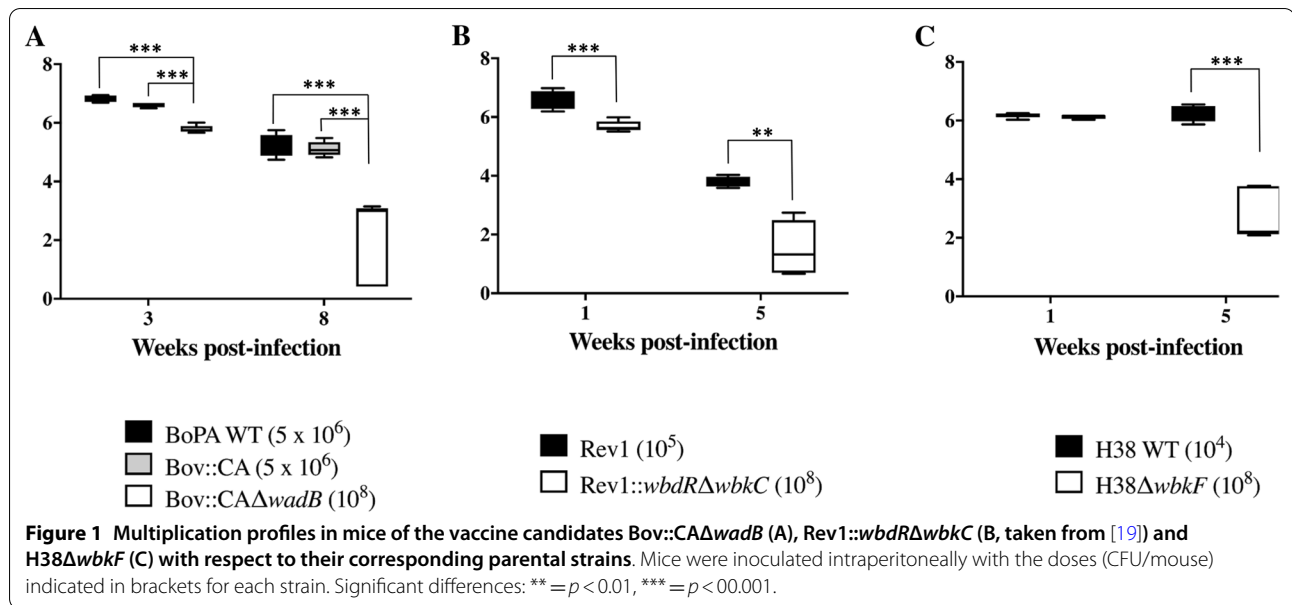 A
***
***
***
***
8
6
4
2
0
3 8
Weeks post-infection
BoPA WT (5 x 10⁶)
Bov::CA (5 x 10⁶)
Bov::CAΔwadB (10⁸)
B
***
**
8
6
4
2
0
1 5
Weeks post-infection
Rev1 (10⁵)
Rev1::wbdRΔwbkC (10⁸)
C
***
8
6
4
2
0
1 5
Weeks post-infection
H38 WT (10⁴)
H38ΔwbkF (10⁸)
Figure 1 Multiplication profiles in mice of the vaccine candidates Bov::CAΔwadB (A), Rev1::wbdRΔwbkC (B, taken from [19]) and
H38ΔwbkF (C) with respect to their corresponding parental strains. Mice were inoculated intraperitoneally with the doses (CFU/mouse)
indicated in brackets for each strain. Significant differences: ** = p < 0.01, *** = p < 00.001.